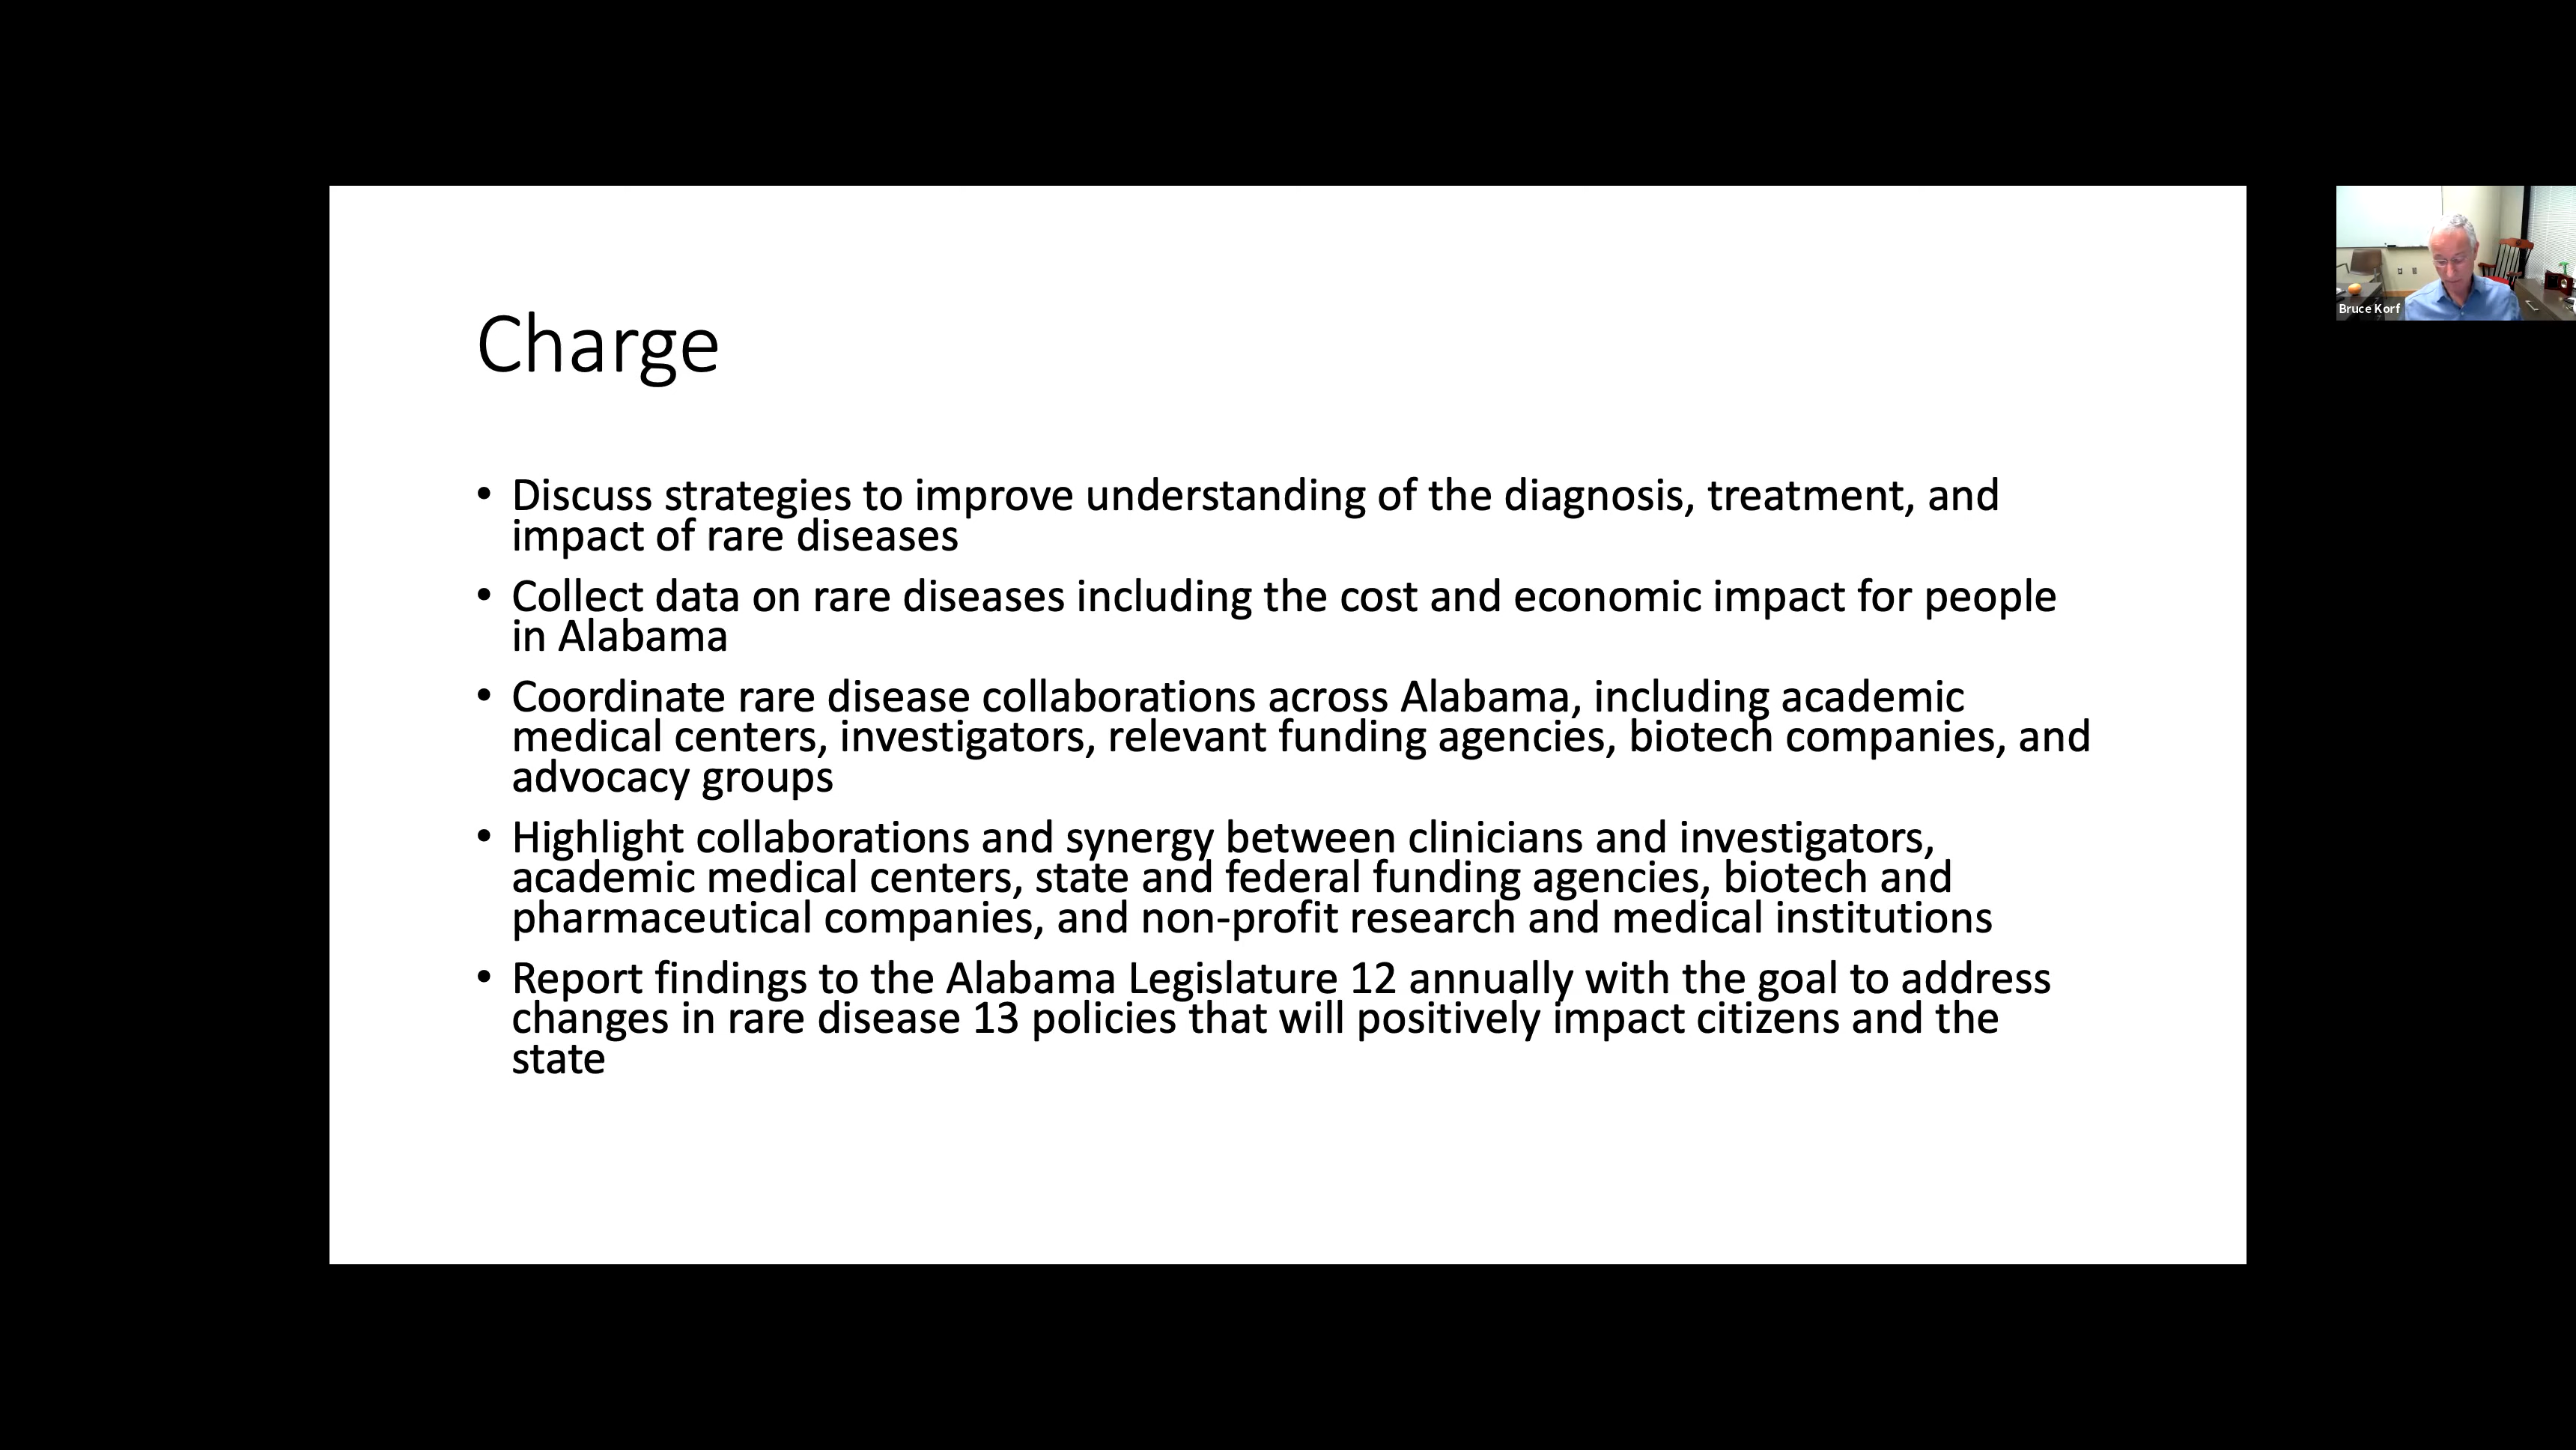 Charge
• Discuss strategies to improve understanding of the diagnosis, treatment, and
impact of rare diseases
• Collect data on rare diseases including the cost and economic impact for people
in Alabama
• Coordinate rare disease collaborations across Alabama, including academic
medical centers, investigators, relevant funding agencies, biotech companies, and
advocacy groups
• Highlight collaborations and synergy between clinicians and investigators,
academic medical centers, state and federal funding agencies, biotech and
pharmaceutical companies, and non-profit research and medical institutions
• Report findings to the Alabama Legislature 12 annually with the goal to address
changes in rare disease 13 policies that will positively impact citizens and the
state
Bruce Korf